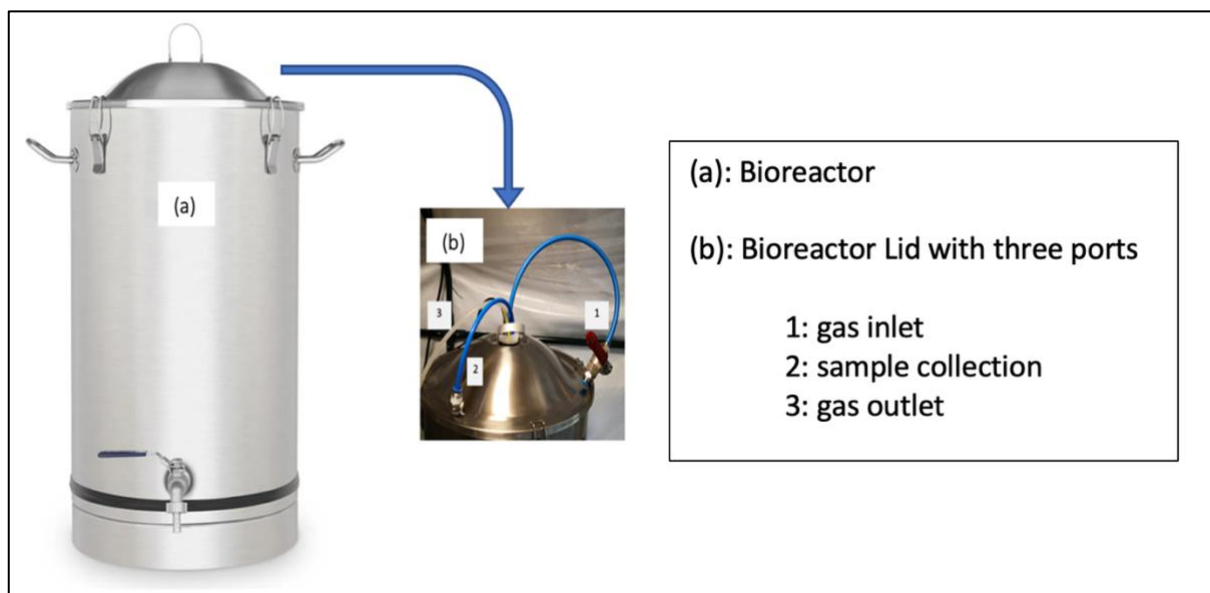 (a)
(b)
3
1
2
(a): Bioreactor
(b): Bioreactor Lid with three ports
1: gas inlet
2: sample collection
3: gas outlet